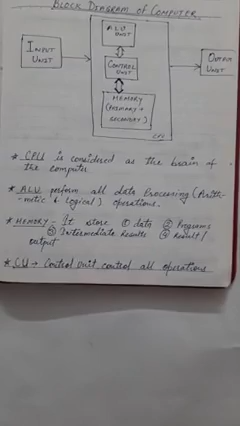 BLOCK DIAGRAM of COMPUTER
ALU
UNIT
INPUT
UNIT
CONTROL
UNIT
OUTPUT
UNIT
MEMORY
(PRIMARY +
SECONDARY)
CPU
* CPU is considered as the brain of
the computer
* ALU perform all data Processing (Arith-
-metic & Logical) operations.
* MEMORY - It store ① data ② Programs
③ Intermediate Results ④ Result/
output
* CU → Control unit control all operations